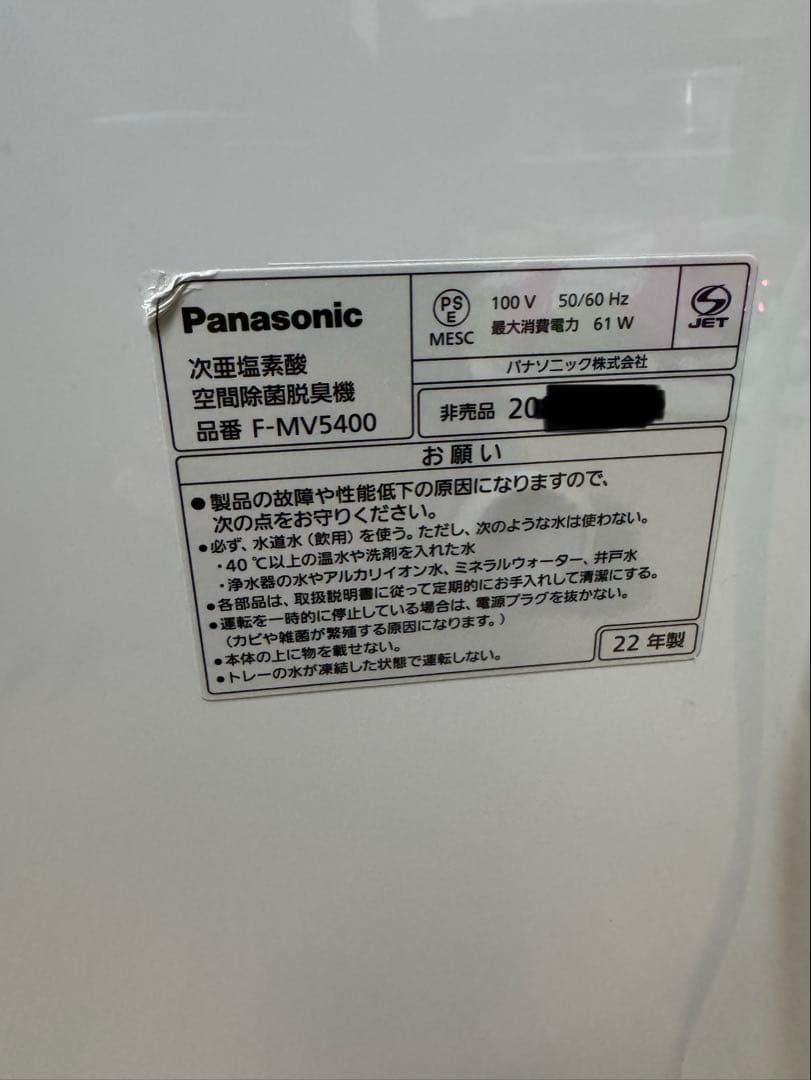 Panasonic
次亜塩素酸
空間除菌脱臭機
品番 F-MV5400
PS
E
MESC
100 V 50/60 Hz
最大消費電力 61 W
JET
パナソニック株式会社
非売品 20
お願い
●製品の故障や性能低下の原因になりますので、
次の点をお守りください。
●必ず、水道水（飲用）を使う。ただし、次のような水は使わない。
・40 ℃以上の温水や洗剤を入れた水
・浄水器の水やアルカリイオン水、ミネラルウォーター、井戸水
●各部品は、取扱説明書に従って定期的にお手入れして清潔にする。
●運転を一時的に停止している場合は、電源プラグを抜かない。
（カビや雑菌が繁殖する原因になります。）
●本体の上に物を載せない。
●トレーの水が凍結した状態で運転しない。
22 年製